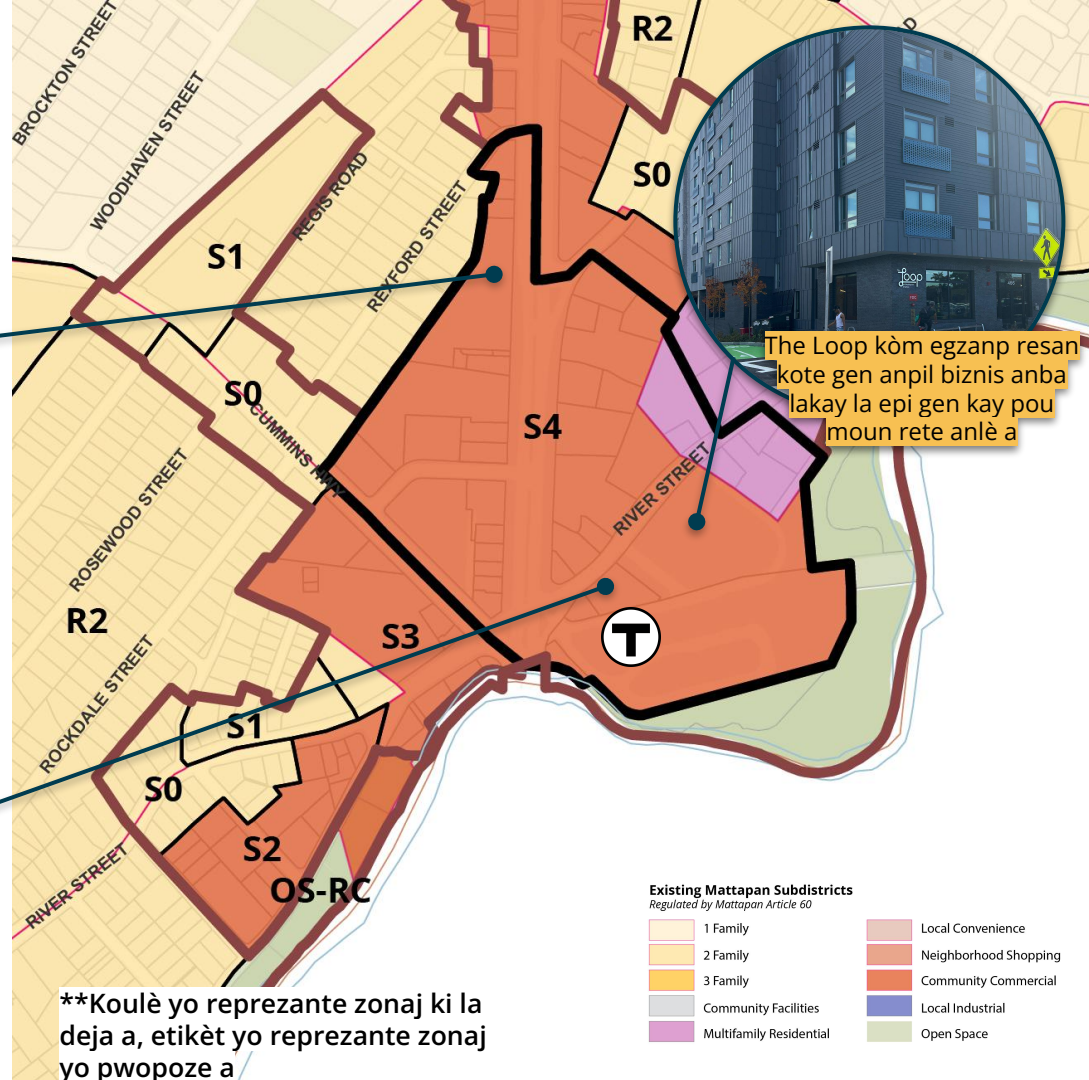 BROCKTON STREET
WOODHAVEN STREET
R2
D
S0
S1
REGIS ROAD
REXFORD STREET
Loop
The Loop kòm egzanp resan
kote gen anpil biznis anba
lakay la epi gen kay pou
moun rete anlè a
S0
CUMMINS HWY
S4
RIVER STREET
ROSEWOOD STREET
R2
S3
T
ROCKDALE STREET
S1
S0
S2
OS-RC
RIVER STREET
Existing Mattapan Subdistricts
Regulated by Mattapan Article 60
1 Family
2 Family
3 Family
Community Facilities
Multifamily Residential
Local Convenience
Neighborhood Shopping
Community Commercial
Local Industrial
Open Space
**Koulè yo reprezante zonaj ki la
deja a, etikèt yo reprezante zonaj
yo pwopoze a